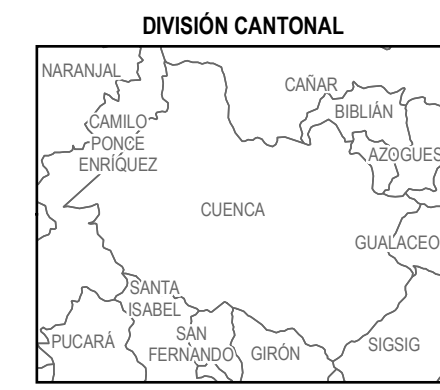 DIVISIÓN CANTONAL
NARANJAL
CAÑAR
BIBLIÁN
CAMILO
PONCE
ENRÍQUEZ
AZOGUES
CUENCA
GUALACEO
SANTA
ISABEL
PUCARÁ
SAN
FERNANDO
GIRÓN
SIGSIG